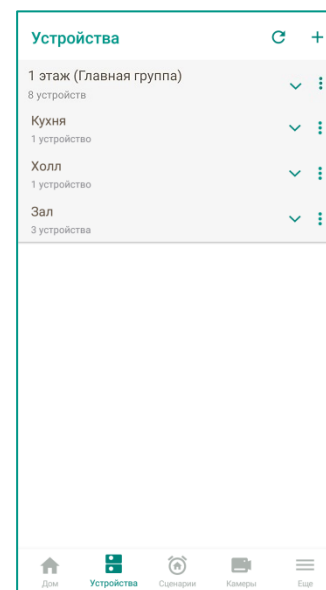 Устройства
1 этаж (Главная группа)
8 устройств
Кухня
1 устройство
Холл
1 устройство
Зал
3 устройства
Дом
Устройства
Сценарии
Камеры
Еще